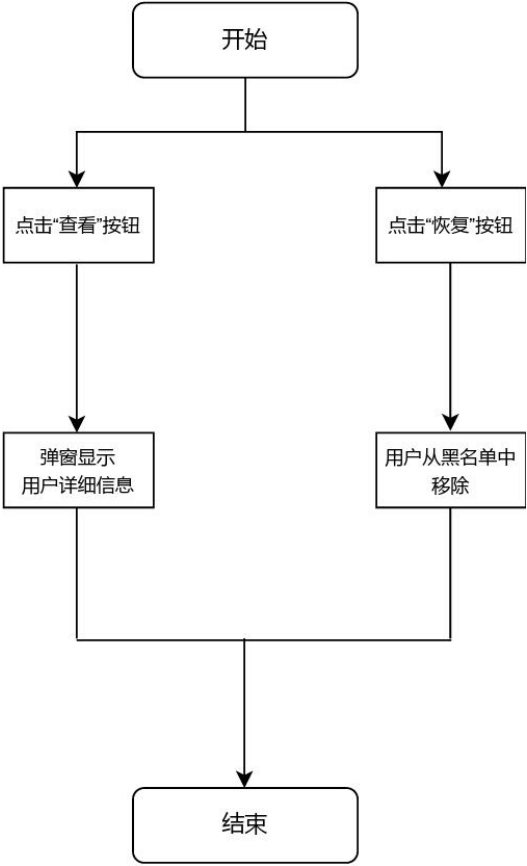 开始
点击“查看”按钮
点击“恢复”按钮
弹窗显示
用户详细信息
用户从黑名单中
移除
结束